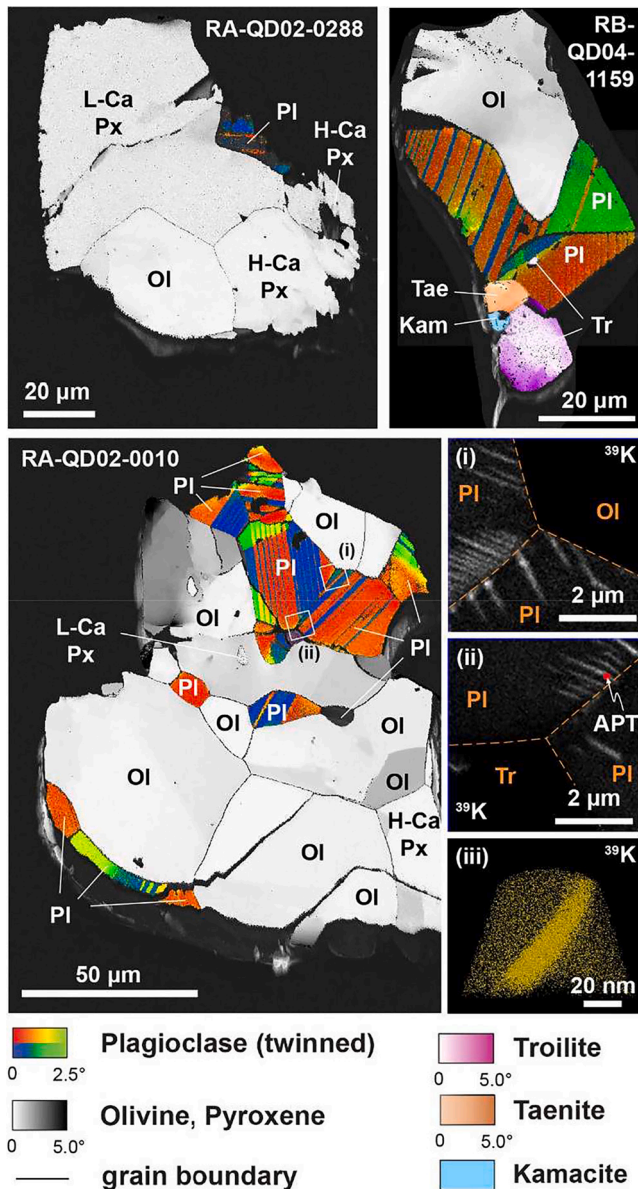 RA-QD02-0288
L-Ca
Px
Pl
H-Ca
Px
Ol
H-Ca
Px
20 µm
RB-
QD04-
1159
Ol
Pl
Pl
Tae
Kam
Tr
20 µm
RA-QD02-0010
Pl
Ol
(i)
Pl
Ol
L-Ca
Px
(ii)
Pl
Pl
Ol
Pl
Ol
Ol
H-Ca
Px
Ol
Ol
Pl
50 µm
(i)
39K
Pl
Ol
Pl
2 µm
(ii)
Pl
APT
Tr
Pl
39K
2 µm
(iii)
39K
20 nm
Plagioclase (twinned)
0 2.5°
Olivine, Pyroxene
0 5.0°
grain boundary
Troilite
0 5.0°
Taenite
0 5.0°
Kamacite